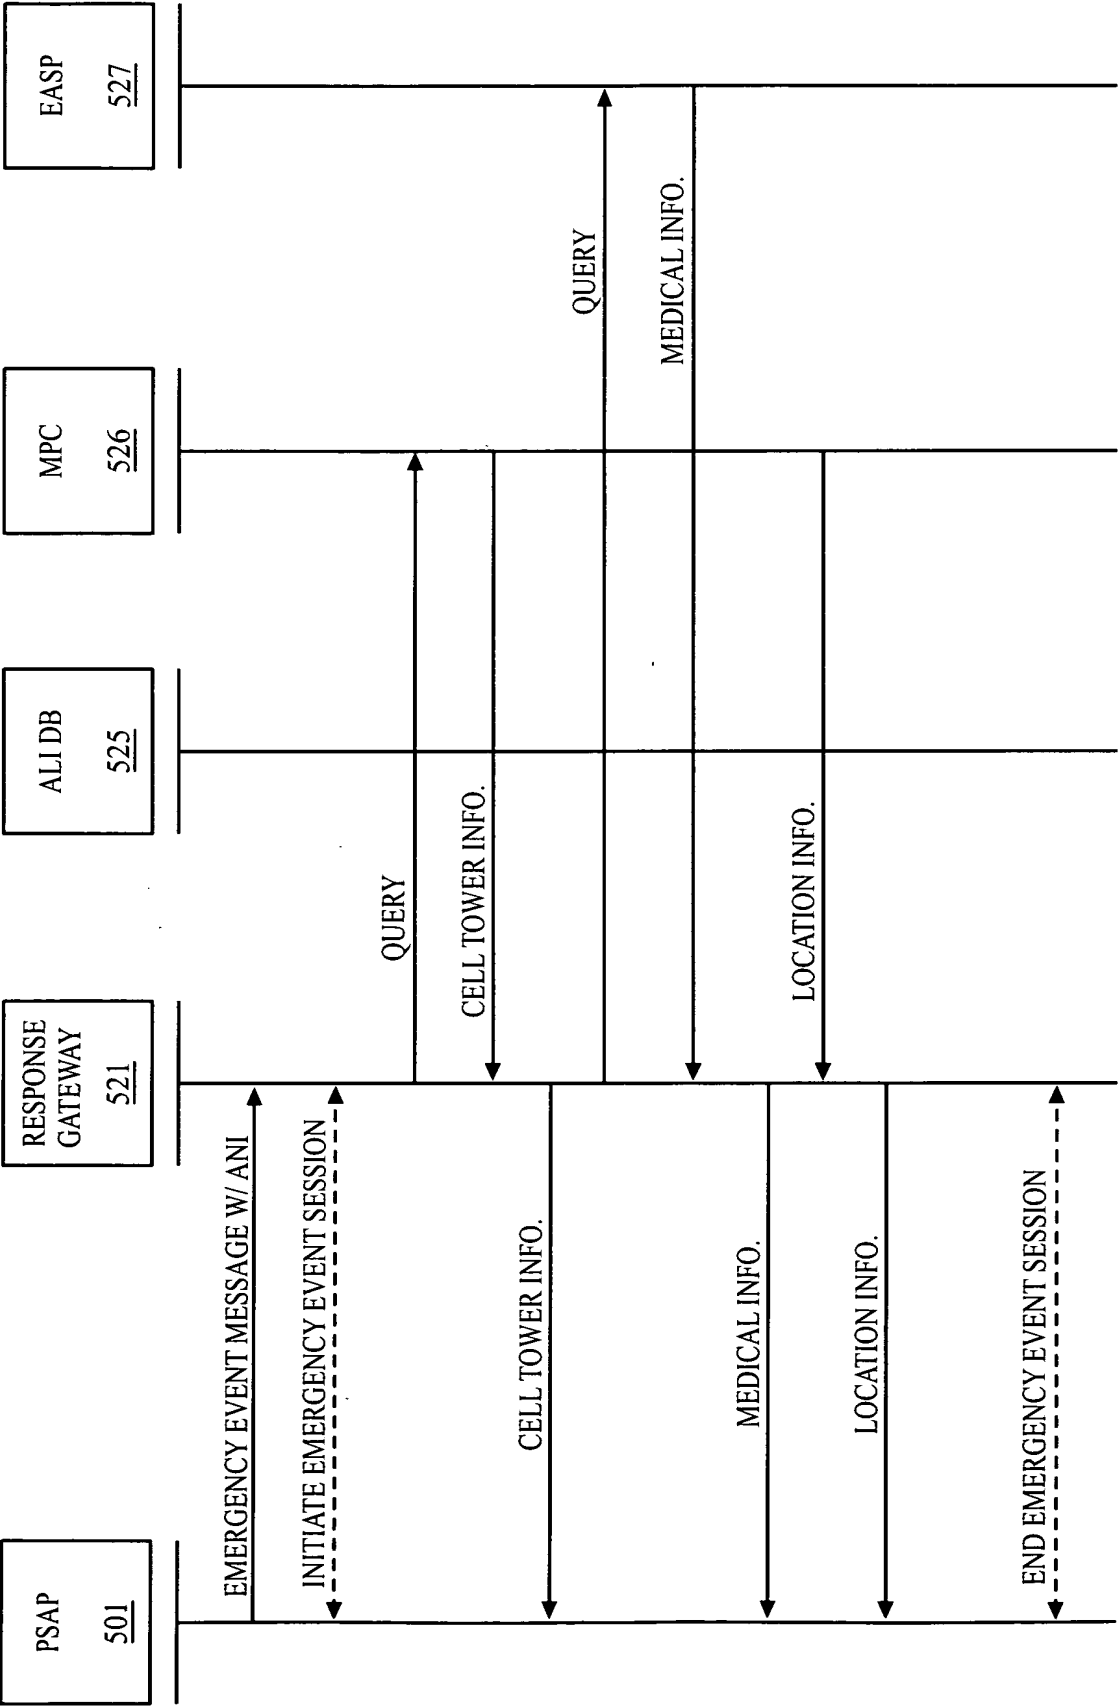 PSAP
501
RESPONSE
GATEWAY
521
ALI DB
525
MPC
526
EASP
527
EMERGENCY EVENT MESSAGE W/ ANI
INITIATE EMERGENCY EVENT SESSION
QUERY
CELL TOWER INFO.
CELL TOWER INFO.
QUERY
MEDICAL INFO.
MEDICAL INFO.
LOCATION INFO.
LOCATION INFO.
END EMERGENCY EVENT SESSION